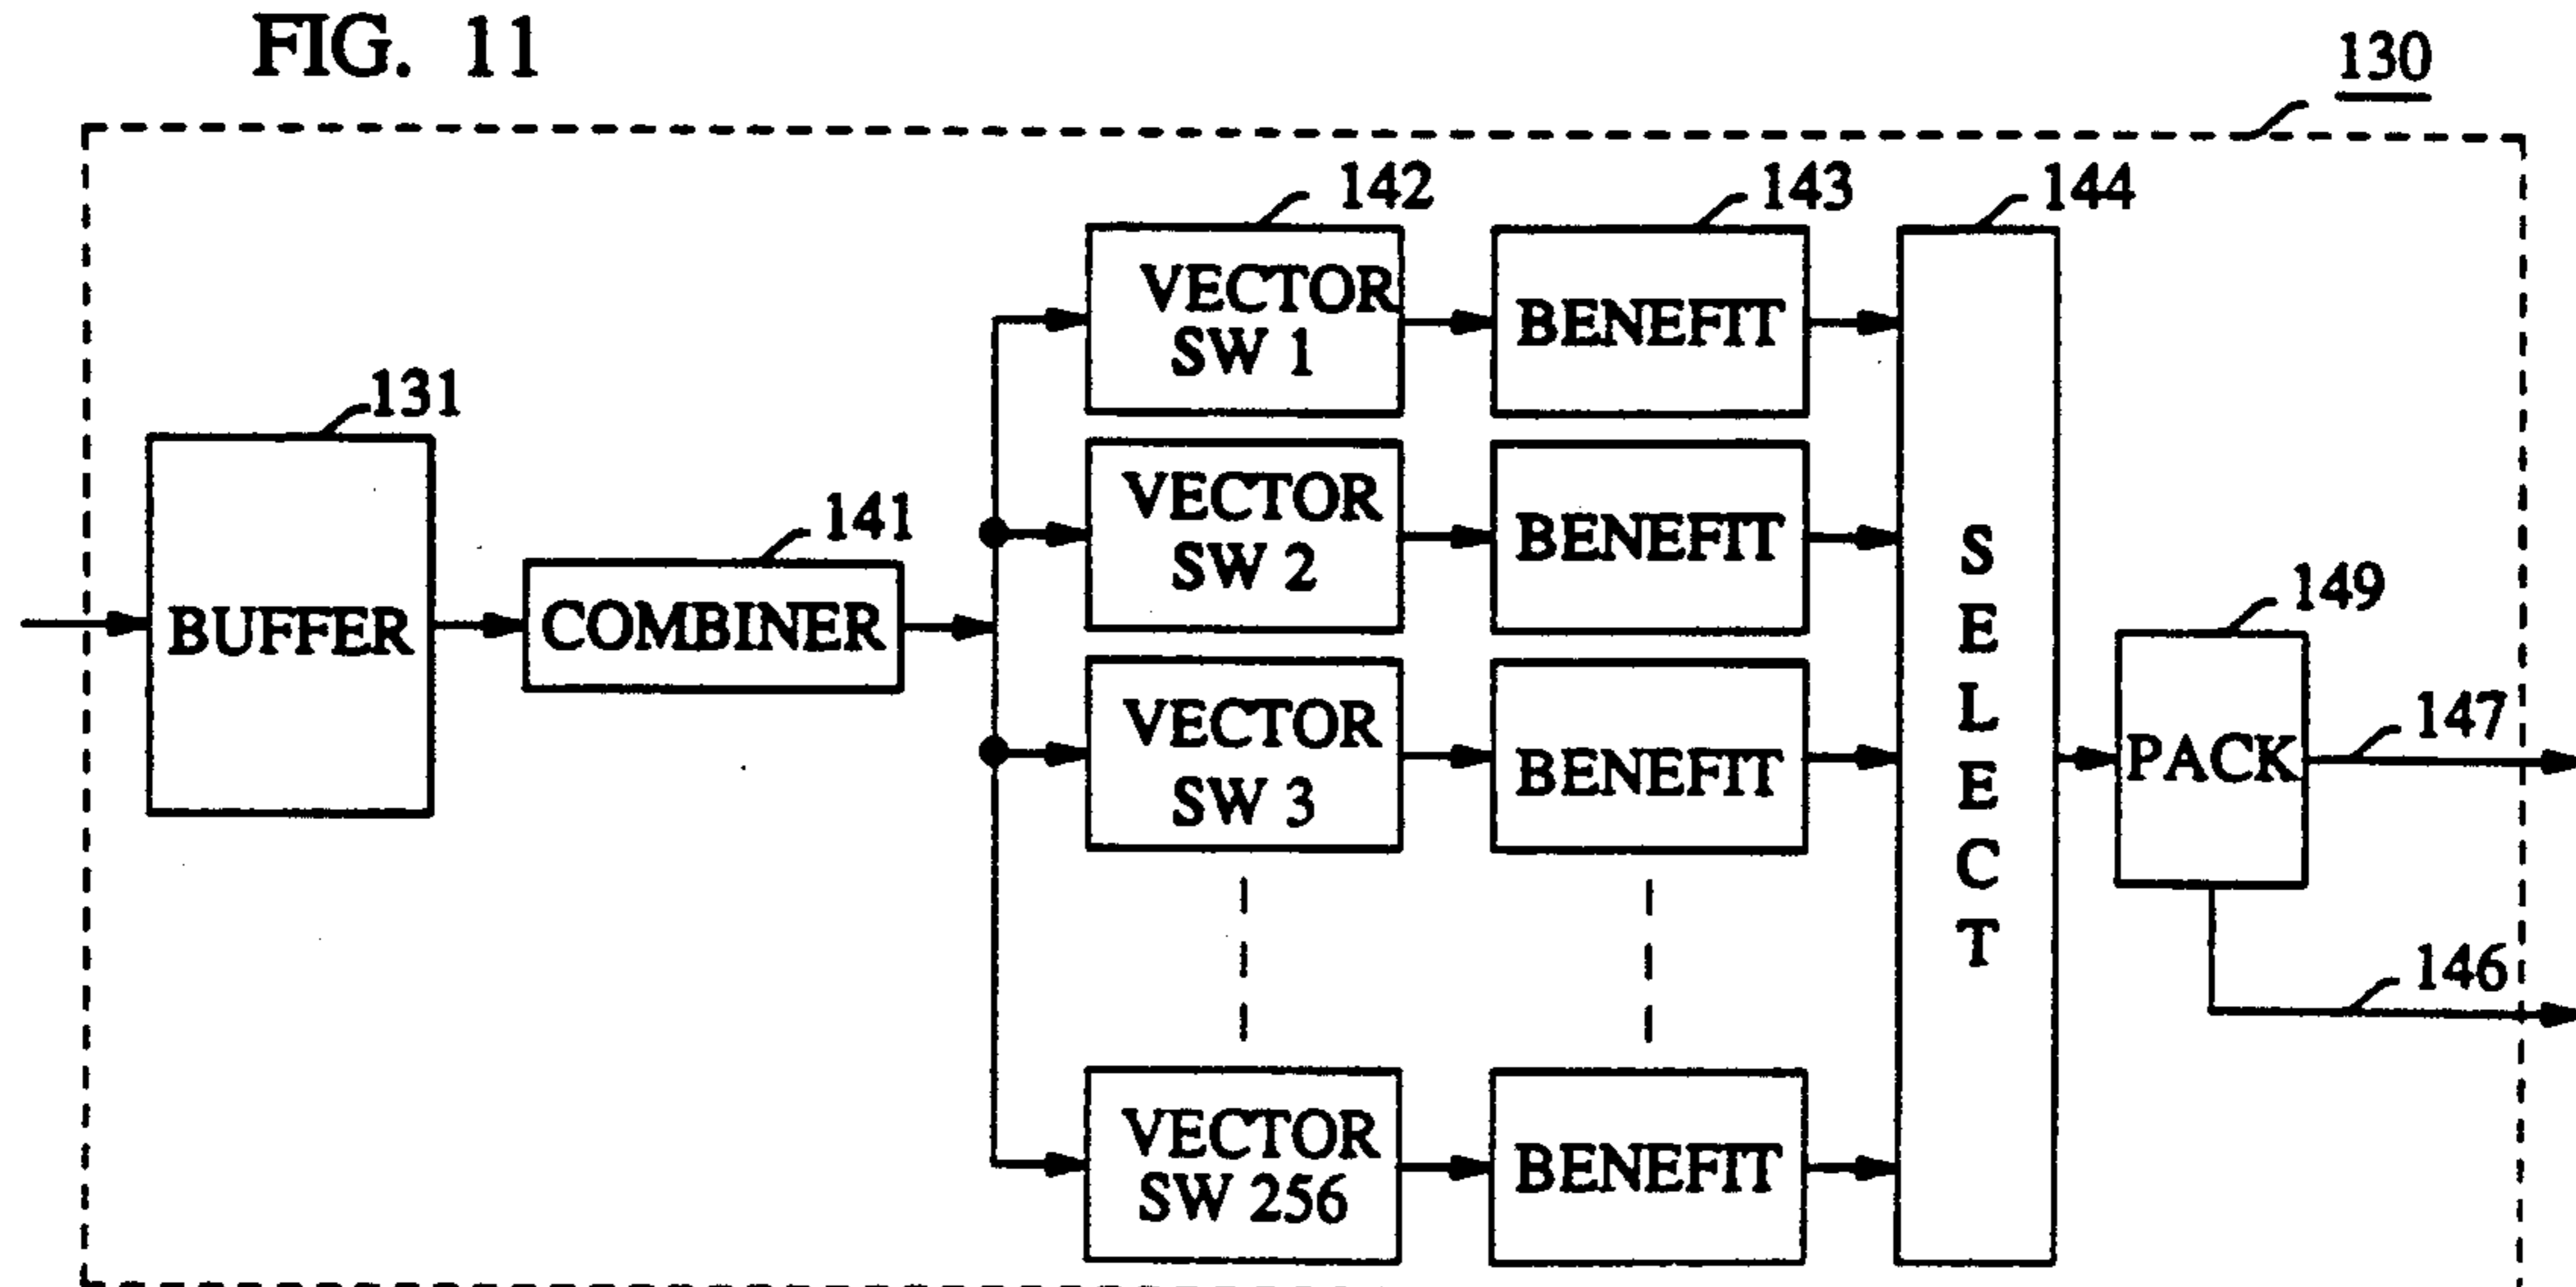 FIG. 11
130
142
143
144
VECTOR
SW 1
BENEFIT
131
BUFFER
141
COMBINER
VECTOR
SW 2
BENEFIT
VECTOR
SW 3
BENEFIT
SELECT
149
PACK
147
146
VECTOR
SW 256
BENEFIT